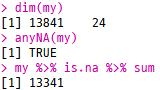 > dim(my)
[1] 13841    24
> anyNA(my)
[1] TRUE
> my %>% is.na %>% sum
[1] 13341